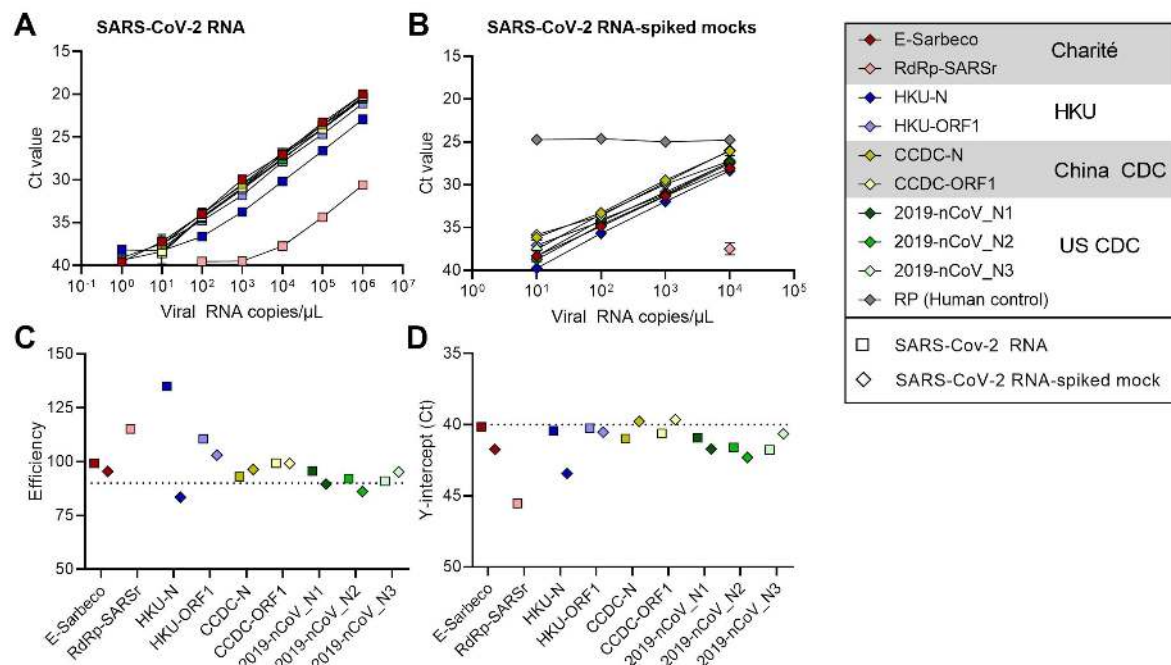 A
SARS-CoV-2 RNA
Ct value
15
20
25
30
35
40
10⁻¹ 10⁰ 10¹ 10² 10³ 10⁴ 10⁵ 10⁶ 10⁷
Viral RNA copies/µL
B
SARS-CoV-2 RNA-spiked mocks
Ct value
15
20
25
30
35
40
10⁰ 10¹ 10² 10³ 10⁴ 10⁵
Viral RNA copies/µL
E-Sarbeco
RdRp-SARSr
Charité
HKU-N
HKU-ORF1
HKU
CCDC-N
CCDC-ORF1
China CDC
2019-nCoV_N1
2019-nCoV_N2
2019-nCoV_N3
US CDC
RP (Human control)
SARS-Cov-2 RNA
SARS-CoV-2 RNA-spiked mock
C
Efficiency
150
125
100
75
50
E-Sarbeco
RdRp-SARSr
HKU-N
HKU-ORF1
CCDC-N
CCDC-ORF1
2019-nCoV_N1
2019-nCoV_N2
2019-nCoV_N3
D
Y-intercept (Ct)
35
40
45
50
E-Sarbeco
RdRp-SARSr
HKU-N
HKU-ORF1
CCDC-N
CCDC-ORF1
2019-nCoV_N1
2019-nCoV_N2
2019-nCoV_N3